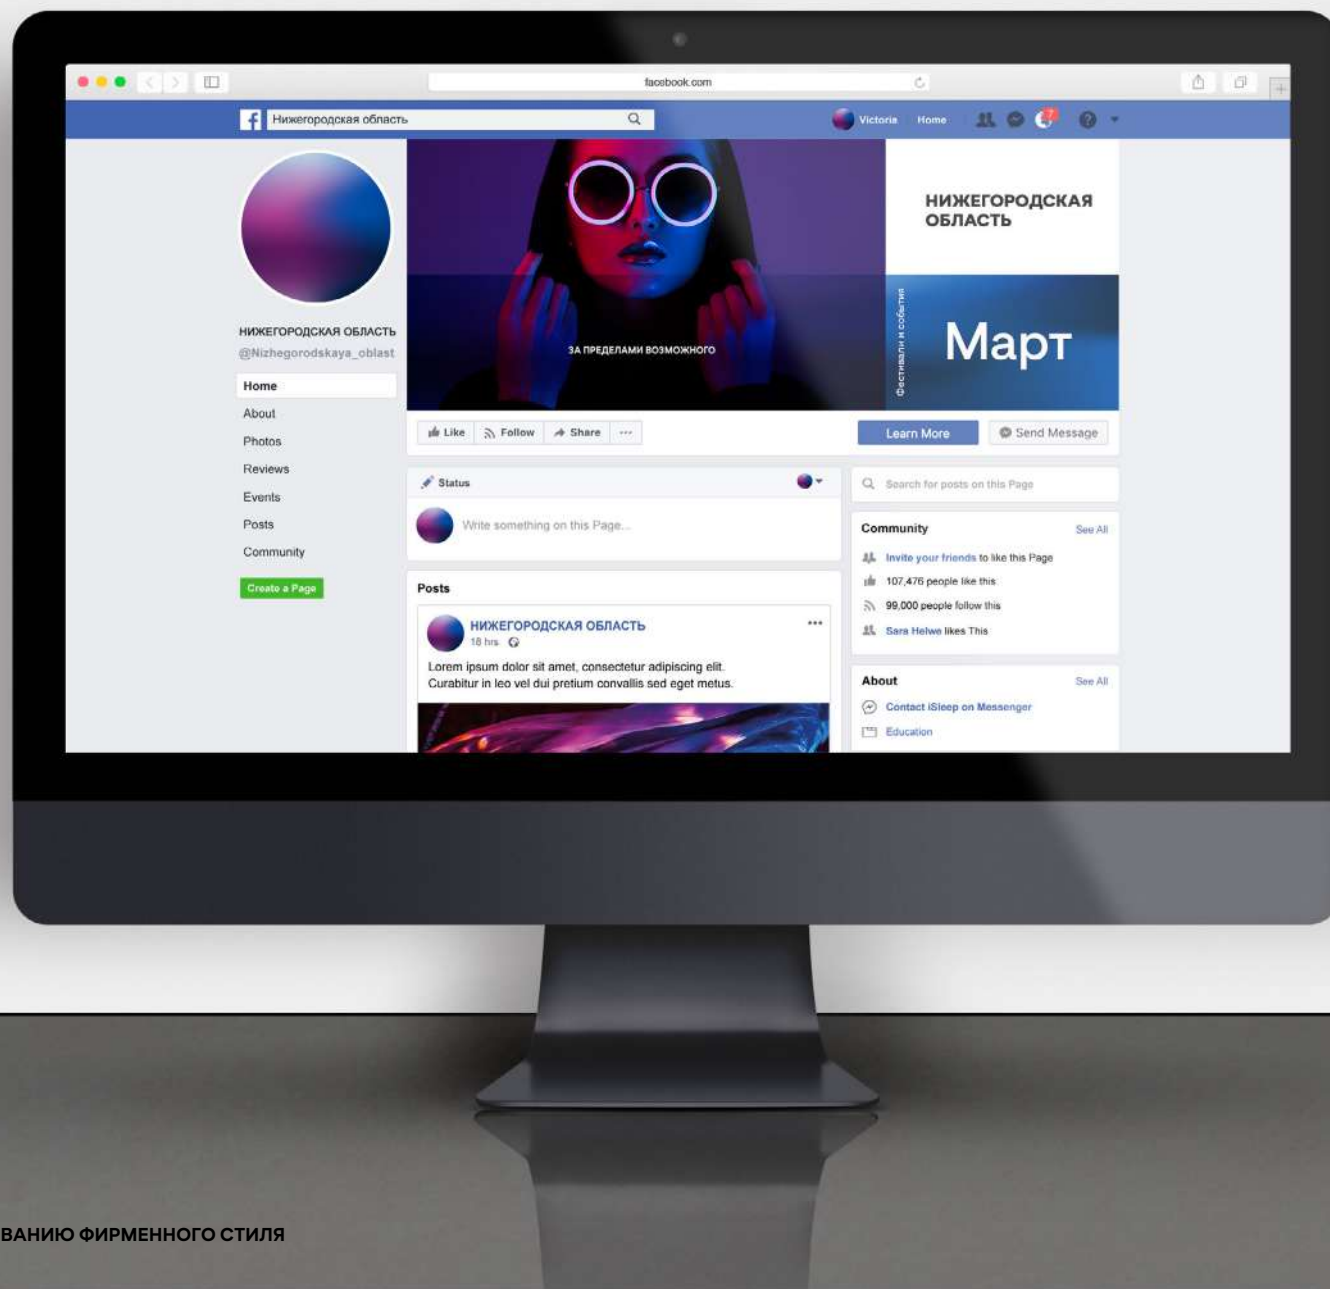 facebook.com
Нижегородская область
Victoria
Home
7
НИЖЕГОРОДСКАЯ
ОБЛАСТЬ
Фестивали и события
Март
ЗА ПРЕДЕЛАМИ ВОЗМОЖНОГО
НИЖЕГОРОДСКАЯ ОБЛАСТЬ
@Nizhegorodskaya_oblast
Home
About
Photos
Reviews
Events
Posts
Community
Create a Page
Like
Follow
Share
Learn More
Send Message
Status
Write something on this Page...
Posts
НИЖЕГОРОДСКАЯ ОБЛАСТЬ
18 hrs
Lorem ipsum dolor sit amet, consectetur adipiscing elit.
Curabitur in leo vel dui pretium convallis sed eget metus.
Search for posts on this Page
Community
See All
Invite your friends to like this Page
107,476 people like this
99,000 people follow this
Sara Helwe likes This
About
See All
Contact iSleep on Messenger
Education
ВАНИЮ ФИРМЕННОГО СТИЛЯ